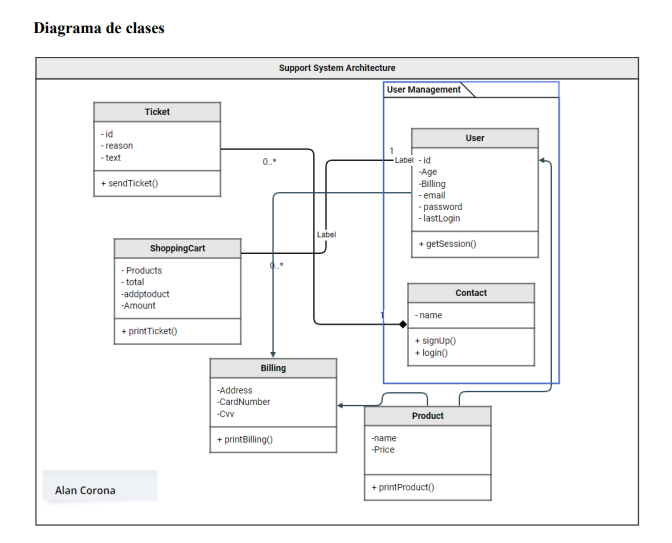 Diagrama de clases
Support System Architecture
User Management
Ticket
- id
- reason
- text
+ sendTicket()
0..*
1
Label
User
- id
-Age
-Billing
- email
- password
- lastLogin
+ getSession()
Label
ShoppingCart
- Products
- total
-addptoduct
-Amount
+ printTicket()
0..*
1
Contact
- name
+ signUp()
+ login()
Billing
-Address
-CardNumber
-Cvv
+ printBilling()
Product
-name
-Price
+ printProduct()
Alan Corona